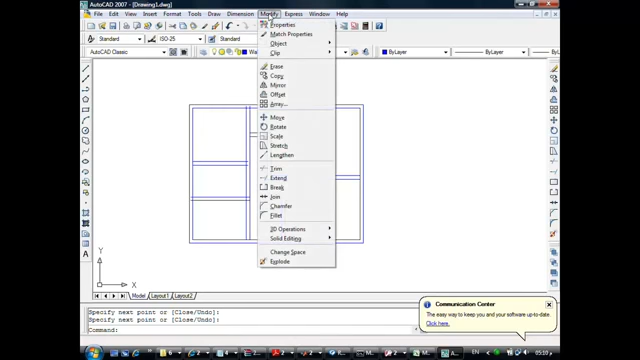 AutoCAD 2007 - [Drawing1.dwg]
File Edit View Insert Format Tools Draw Dimension Modify Express Window Help
Standard ISO-25 Standard
AutoCAD Classic ByLayer ByLayer
Properties
Match Properties
Object
Clip
Erase
Copy
Mirror
Offset
Array...
Move
Rotate
Scale
Stretch
Lengthen
Trim
Extend
Break
Join
Chamfer
Fillet
3D Operations
Solid Editing
Change Space
Explode
Y
X
Model Layout1 Layout2
Communication Center
The easy way to keep you and your software up-to-date.
Click here.
Specify next point or [Close/Undo]:
Specify next point or [Close/Undo]:
Command:
05:10